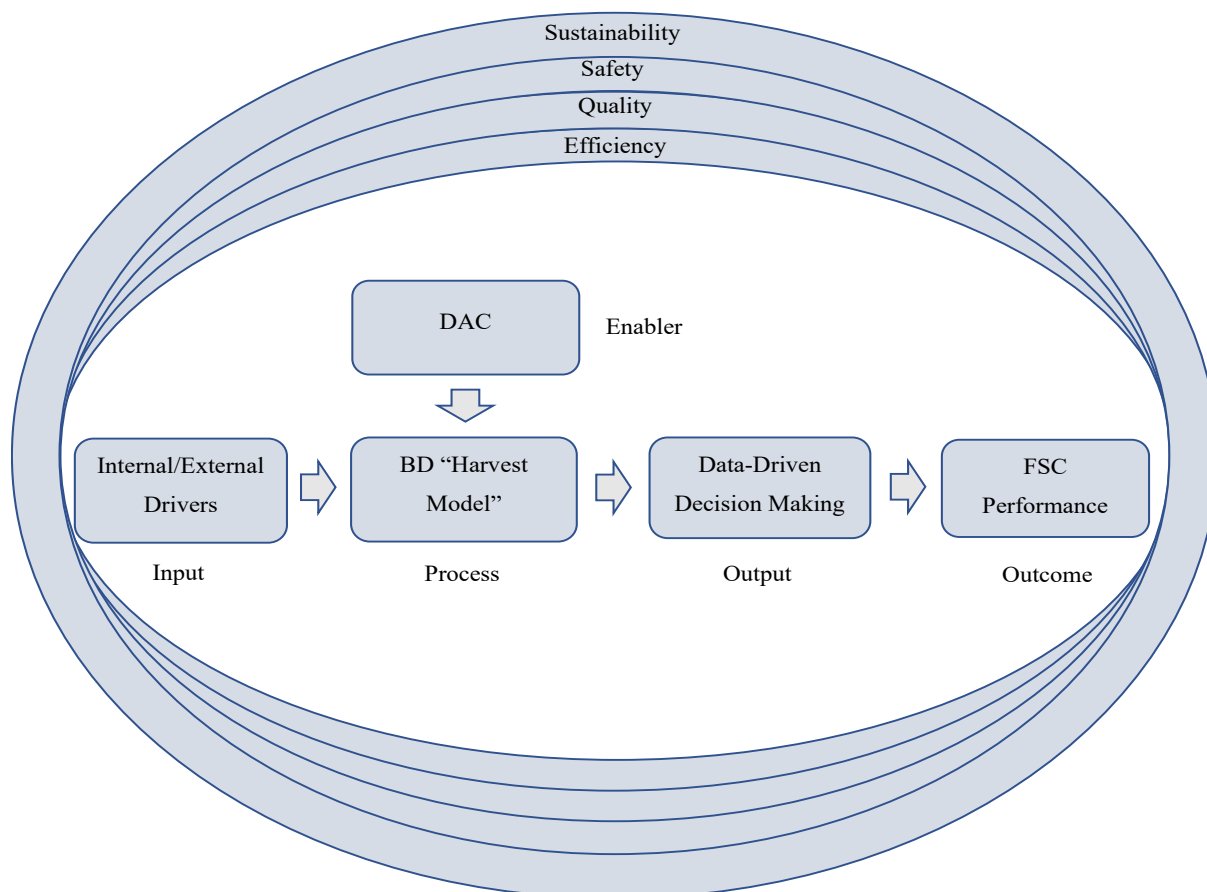 Sustainability
Safety
Quality
Efficiency
DAC
Enabler
Internal/External
Drivers
BD “Harvest
Model”
Data-Driven
Decision Making
FSC
Performance
Input
Process
Output
Outcome